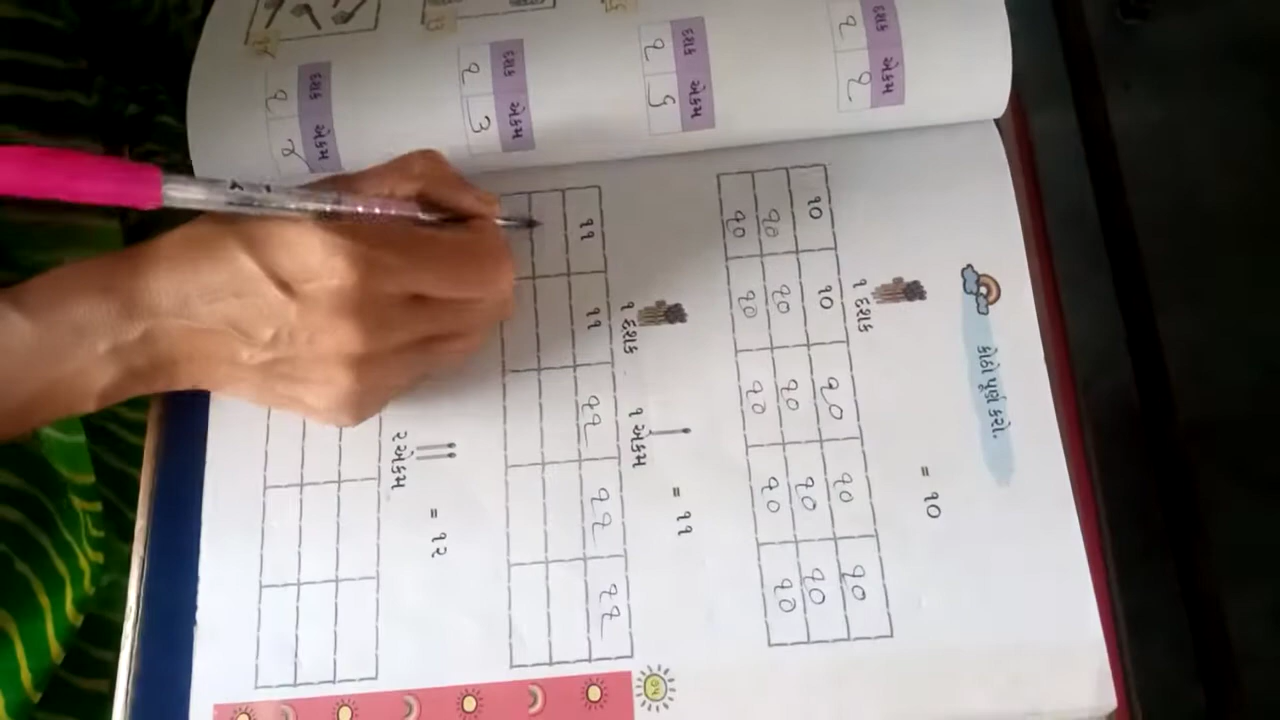 દશક એકમ
૧ ૪
દશક એકમ
૧ ૩
દશક એકમ
૧ ૬
દશક એકમ
૧ ૨
કોઠો પૂર્ણ કરો.
૧ દશક = ૧૦
૧૦ ૧૦ ૧૦ ૧૦ ૧૦
૧૦ ૧૦ ૧૦ ૧૦ ૧૦
૧૦ ૧૦ ૧૦ ૧૦ ૧૦
૧ દશક ૧ એકમ = ૧૧
૧૧ ૧૧ ૧૧ ૧૧ ૧૧
૨ એકમ = ૧૨